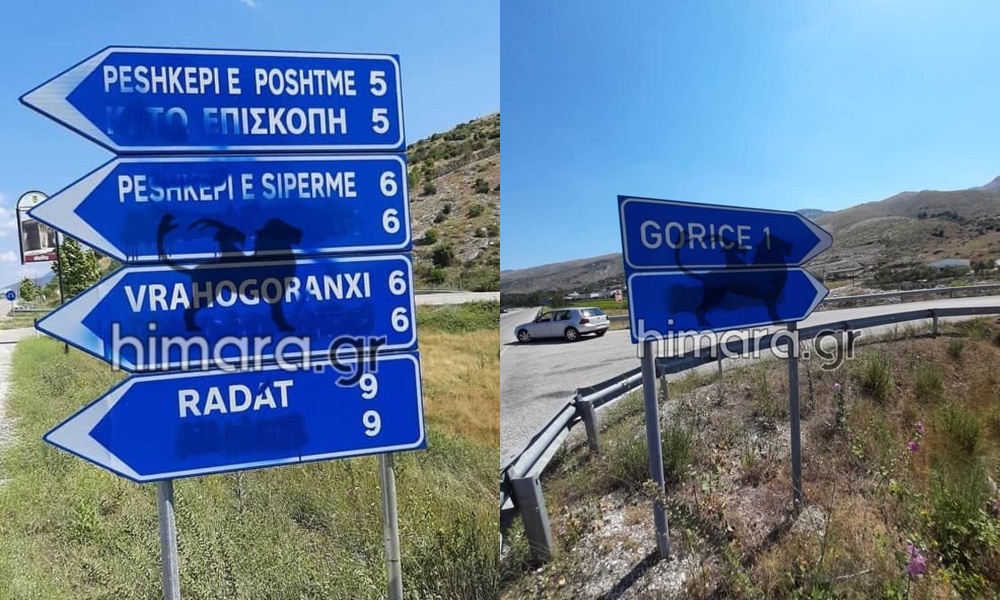 PESHKEPI E POSHTME 5
ΚΑΤΩ ΕΠΙΣΚΟΠΗ 5
PESHKEPI E SIPERME 6
6
VRAHOGORANXI 6
6
RADAT 9
9
himara.gr
GORICE 1
himara.gr